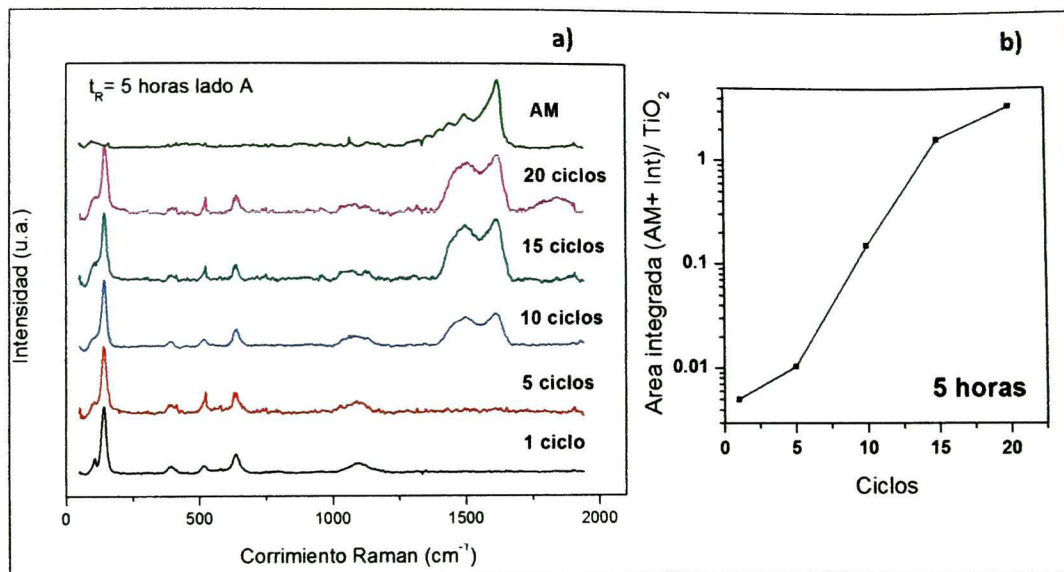 a)
t_R= 5 horas lado A
AM
20 ciclos
15 ciclos
10 ciclos
5 ciclos
1 ciclo
Intensidad (u. a.)
0 500 1000 1500 2000
Corrimiento Raman (cm⁻¹)
b)
Area integrada (AM+ Int)/ TiO₂
1
0.1
0.01
5 horas
0 5 10 15 20
Ciclos